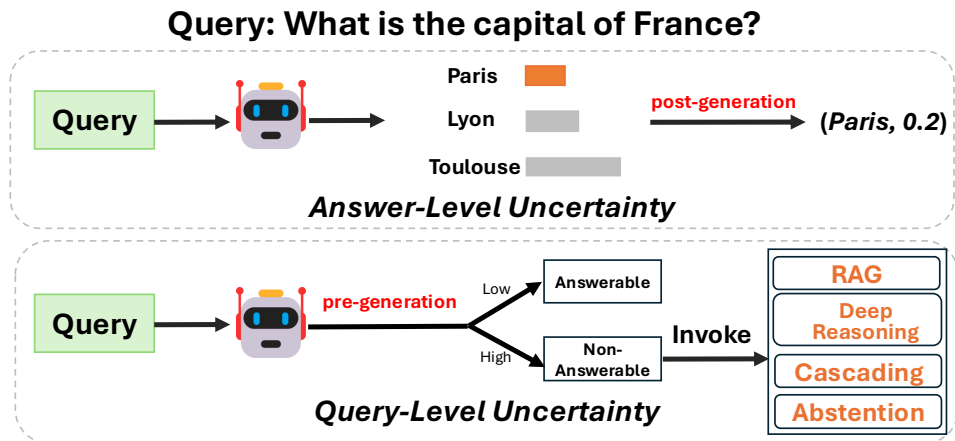 Query: What is the capital of France?
Query
Paris
Lyon
Toulouse
post-generation
(Paris, 0.2)
Answer-Level Uncertainty
Query
pre-generation
Low
High
Answerable
Non-
Answerable
Invoke
RAG
Deep
Reasoning
Cascading
Abstention
Query-Level Uncertainty